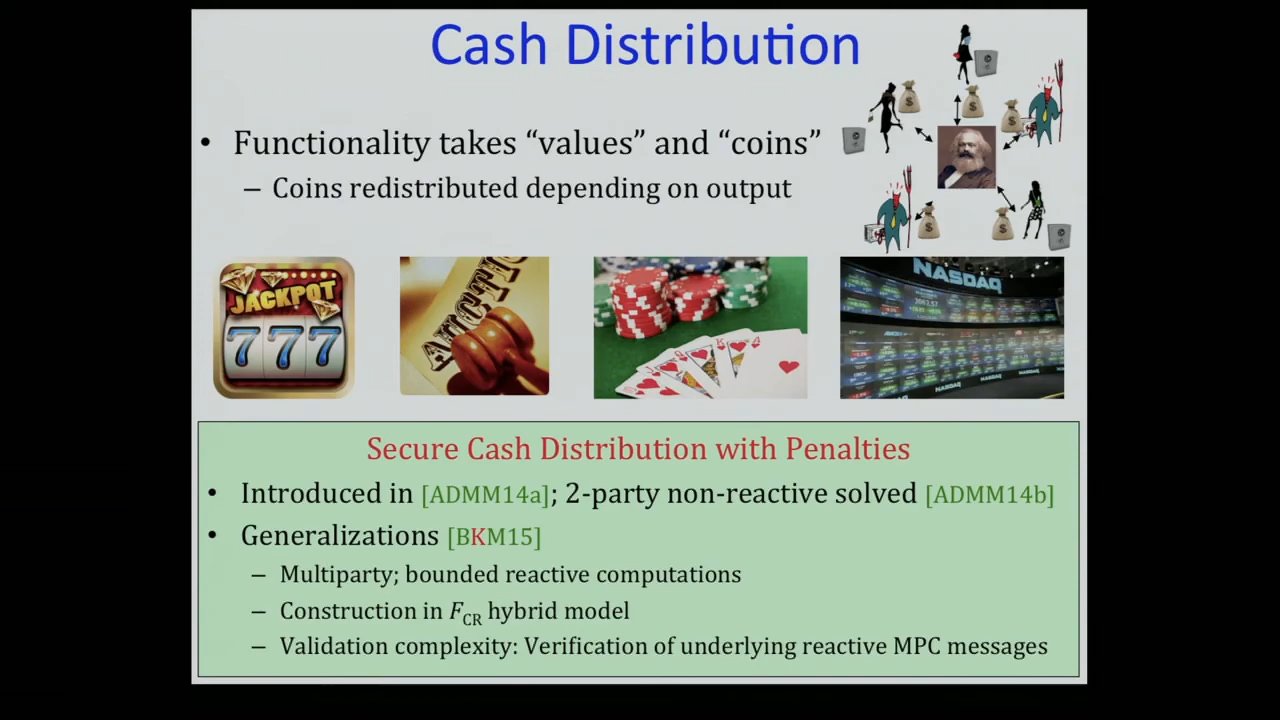 Cash Distribution
• Functionality takes “values” and “coins”
– Coins redistributed depending on output
JACKPOT
777
AUCTIO
NASDAQ
Secure Cash Distribution with Penalties
• Introduced in [ADMM14a]; 2-party non-reactive solved [ADMM14b]
• Generalizations [BKM15]
– Multiparty; bounded reactive computations
– Construction in FCR hybrid model
– Validation complexity: Verification of underlying reactive MPC messages